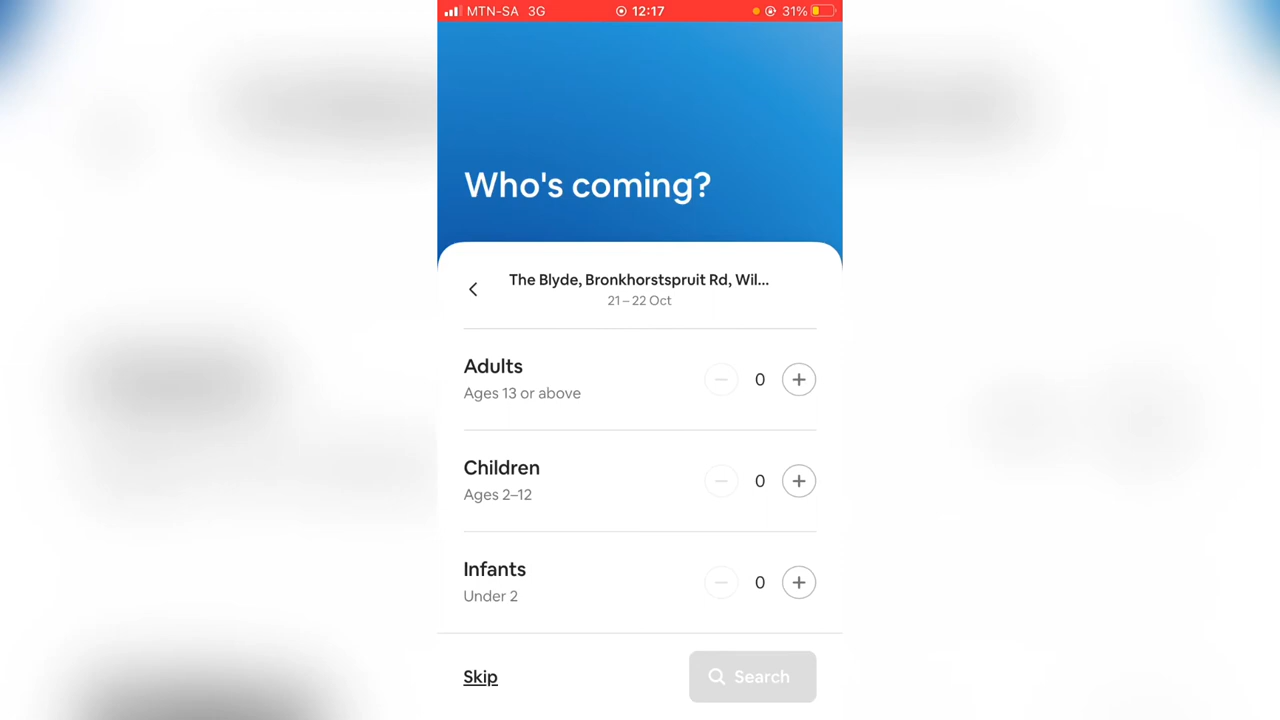 MTN-SA 3G 12:17 31%
Who's coming?
The Blyde, Bronkhorstspruit Rd, Wil...
21 – 22 Oct
Adults
Ages 13 or above
0
Children
Ages 2–12
0
Infants
Under 2
0
Skip
Search